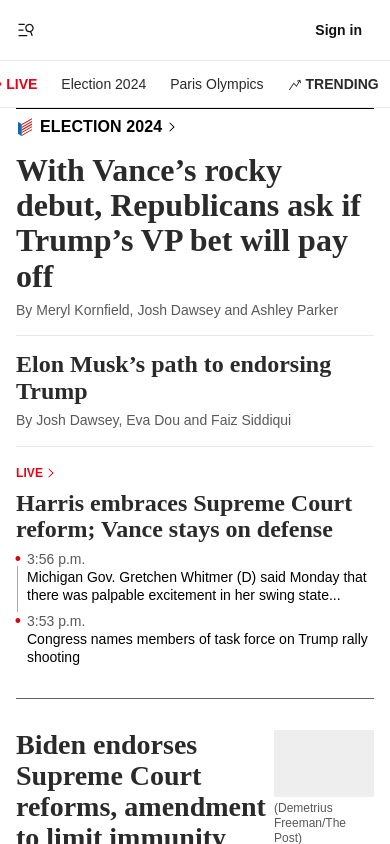 Sign in
LIVE
Election 2024
Paris Olympics
TRENDING
ELECTION 2024
With Vance’s rocky
debut, Republicans ask if
Trump’s VP bet will pay
off
By Meryl Kornfield, Josh Dawsey and Ashley Parker
Elon Musk’s path to endorsing
Trump
By Josh Dawsey, Eva Dou and Faiz Siddiqui
LIVE
Harris embraces Supreme Court
reform; Vance stays on defense
3:56 p.m.
Michigan Gov. Gretchen Whitmer (D) said Monday that
there was palpable excitement in her swing state...
3:53 p.m.
Congress names members of task force on Trump rally
shooting
Biden endorses
Supreme Court
reforms, amendment
to limit immunity
(Demetrius
Freeman/The
Post)